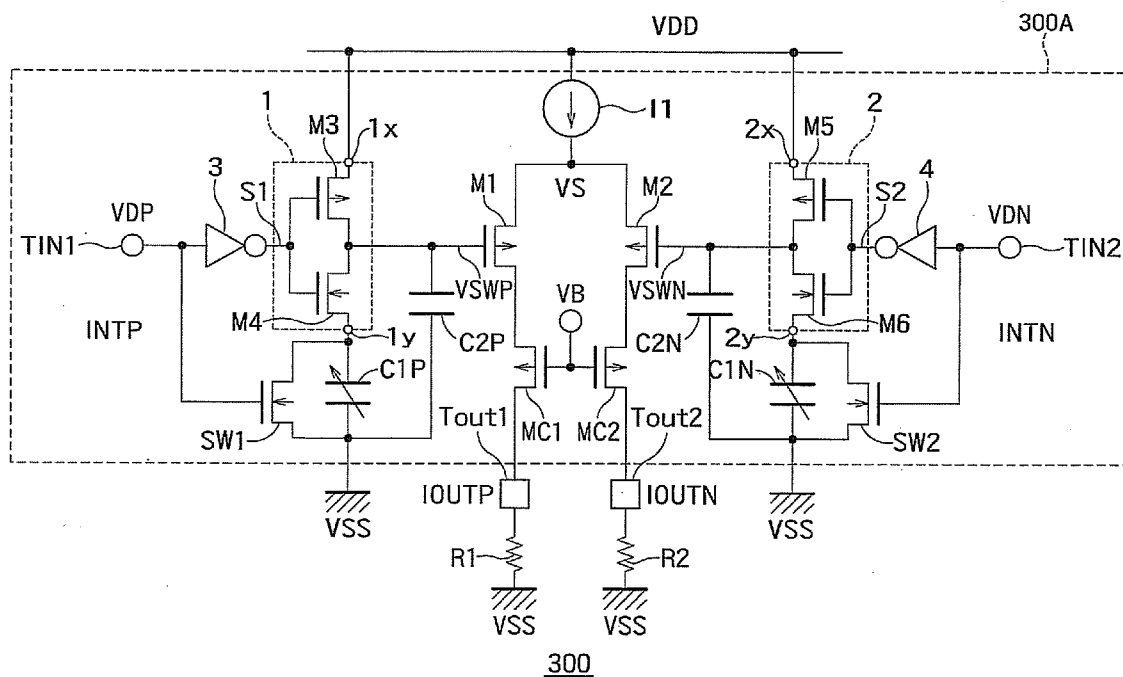 300A
VDD
I1
1
M3
1x
2x
M5
2
3
S1
VDP
TIN1
M1
VS
M2
S2
4
VDN
TIN2
VSWP
VSWN
VB
INTP
M4
1y
C2P
C2N
2y
M6
INTN
C1P
C1N
SW1
Tout1
MC1
MC2
Tout2
SW2
VSS
IOUTP
IOUTN
VSS
R1
R2
VSS
VSS
300